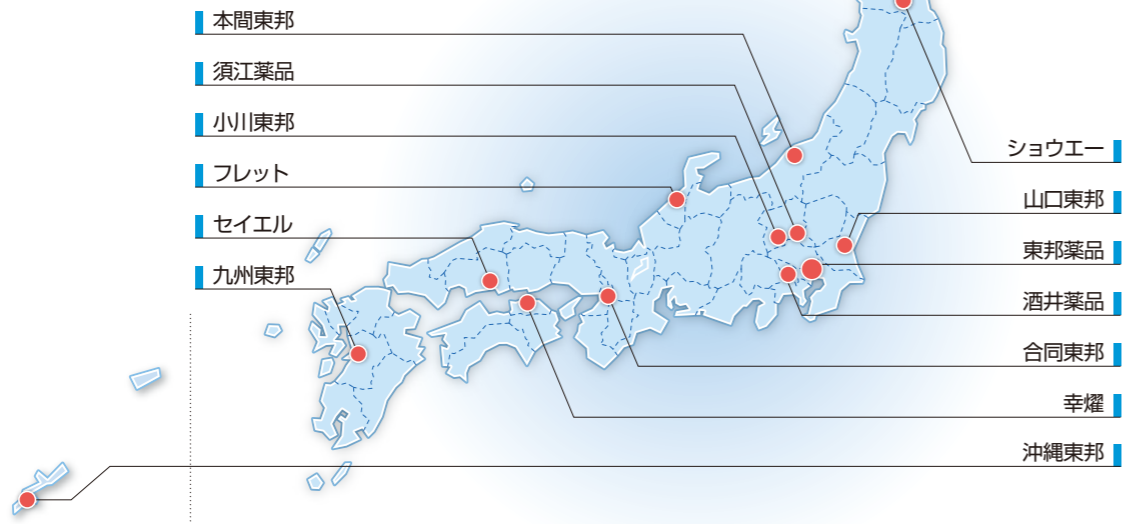 本間東邦
須江薬品
小川東邦
フレット
セイエル
九州東邦
ショウエー
山口東邦
東邦薬品
酒井薬品
合同東邦
幸燿
沖縄東邦